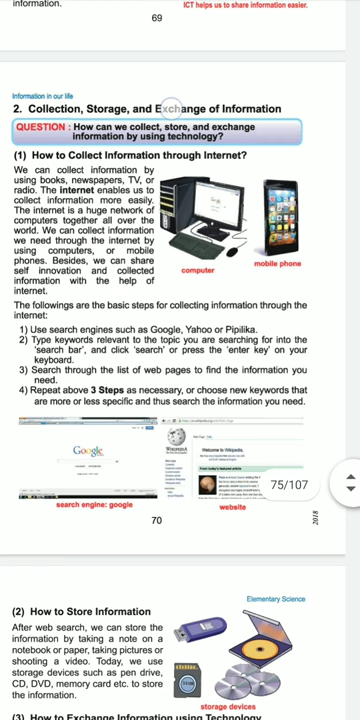 information.
ICT helps us to share information easier.
69
Information in our life
2. Collection, Storage, and Exchange of Information
QUESTION : How can we collect, store, and exchange
information by using technology?
(1) How to Collect Information through Internet?
We can collect information by
using books, newspapers, TV, or
radio. The internet enables us to
collect information more easily.
The internet is a huge network of
computers together all over the
world. We can collect information
we need through the internet by
using computers, or mobile
phones. Besides, we can share
self innovation and collected
information with the help of
internet.
computer
mobile phone
The followings are the basic steps for collecting information through the
internet:
1) Use search engines such as Google, Yahoo or Pipilika.
2) Type keywords relevant to the topic you are searching for into the
'search bar', and click 'search' or press the 'enter key' on your
keyboard.
3) Search through the list of web pages to find the information you
need.
4) Repeat above 3 Steps as necessary, or choose new keywords that
are more or less specific and thus search the information you need.
Google
WIKIPEDIA
Welcome to Wikipedia,
From today's featured article
75/107
search engine: google
website
70
2018
Elementary Science
(2) How to Store Information
After web search, we can store the
information by taking a note on a
notebook or paper, taking pictures or
shooting a video. Today, we use
storage devices such as pen drive,
CD, DVD, memory card etc. to store
the information.
storage devices
(3) How to Exchange Information using Technology